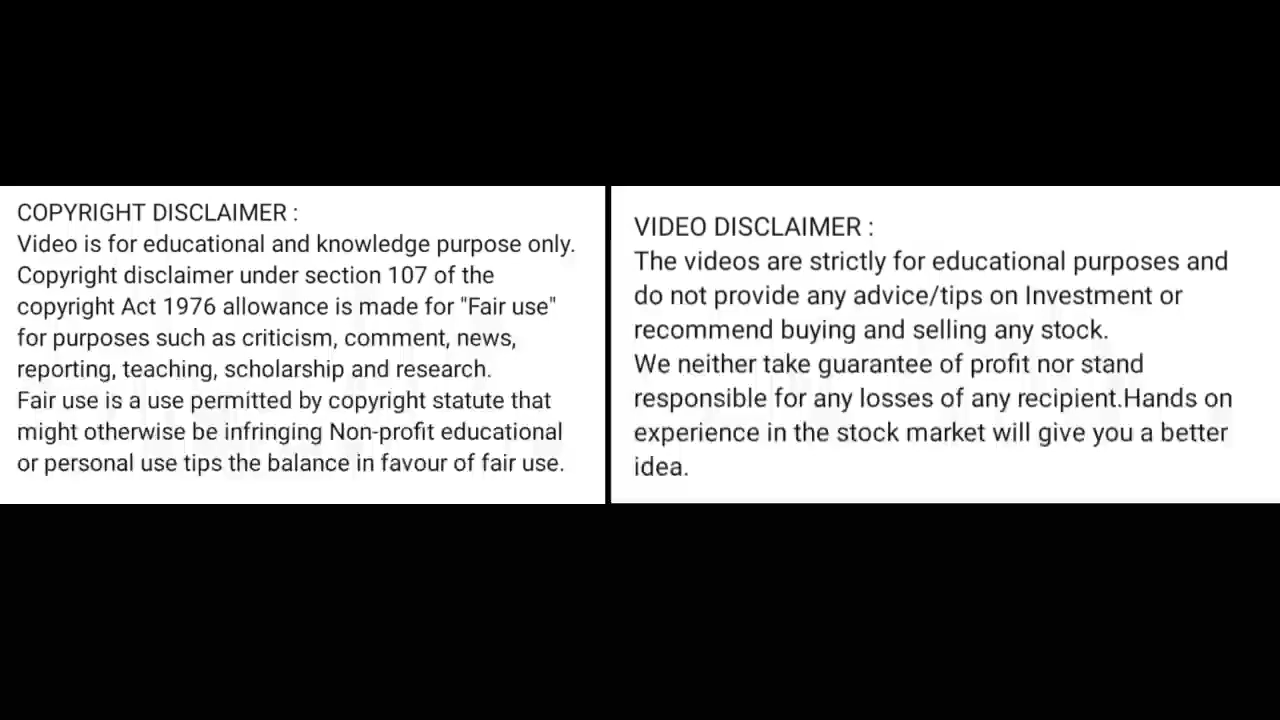 COPYRIGHT DISCLAIMER :
Video is for educational and knowledge purpose only.
Copyright disclaimer under section 107 of the
copyright Act 1976 allowance is made for "Fair use"
for purposes such as criticism, comment, news,
reporting, teaching, scholarship and research.
Fair use is a use permitted by copyright statute that
might otherwise be infringing Non-profit educational
or personal use tips the balance in favour of fair use.
VIDEO DISCLAIMER :
The videos are strictly for educational purposes and
do not provide any advice/tips on Investment or
recommend buying and selling any stock.
We neither take guarantee of profit nor stand
responsible for any losses of any recipient.Hands on
experience in the stock market will give you a better
idea.